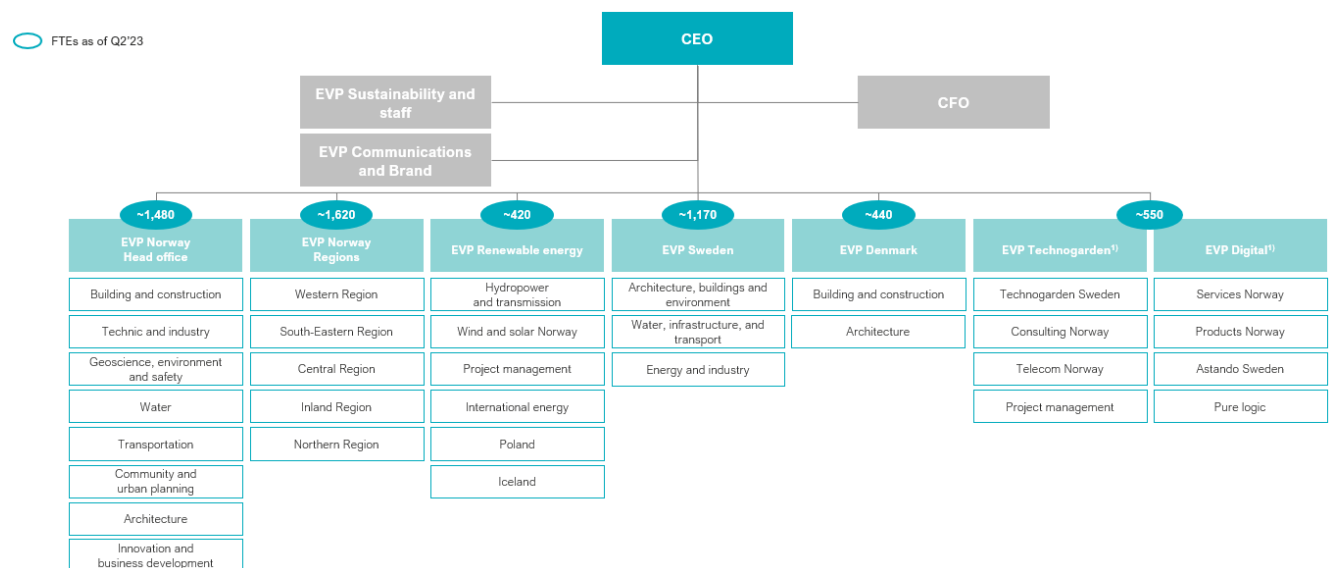 FTEs as of Q2'23
CEO
EVP Sustainability and
staff
CFO
EVP Communications
and Brand
~1,480
~1,620
~420
~1,170
~440
~550
EVP Norway
Head office
EVP Norway
Regions
EVP Renewable energy
EVP Sweden
EVP Denmark
EVP Technogarden¹⁾
EVP Digital¹⁾
Building and construction
Technic and industry
Geoscience, environment
and safety
Water
Transportation
Community and
urban planning
Architecture
Innovation and
business development
Western Region
South-Eastern Region
Central Region
Inland Region
Northern Region
Hydropower
and transmission
Wind and solar Norway
Project management
International energy
Poland
Iceland
Architecture, buildings and
environment
Water, infrastructure, and
transport
Energy and industry
Building and construction
Architecture
Technogarden Sweden
Consulting Norway
Telecom Norway
Project management
Services Norway
Products Norway
Astando Sweden
Pure logic